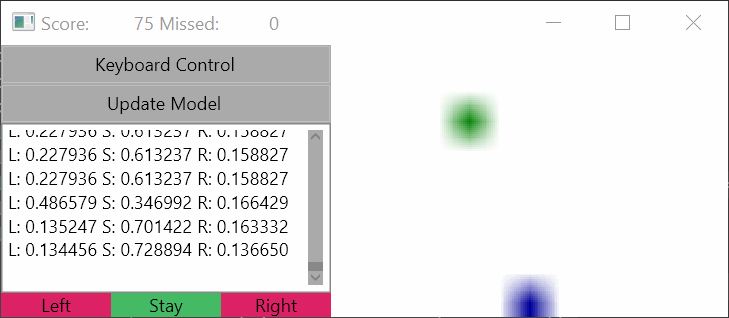 Score: 75 Missed: 0
Keyboard Control
Update Model
L: 0.227936 S: 0.613237 R: 0.158827
L: 0.227936 S: 0.613237 R: 0.158827
L: 0.227936 S: 0.613237 R: 0.158827
L: 0.486579 S: 0.346992 R: 0.166429
L: 0.135247 S: 0.701422 R: 0.163332
L: 0.134456 S: 0.728894 R: 0.136650
Left Stay Right